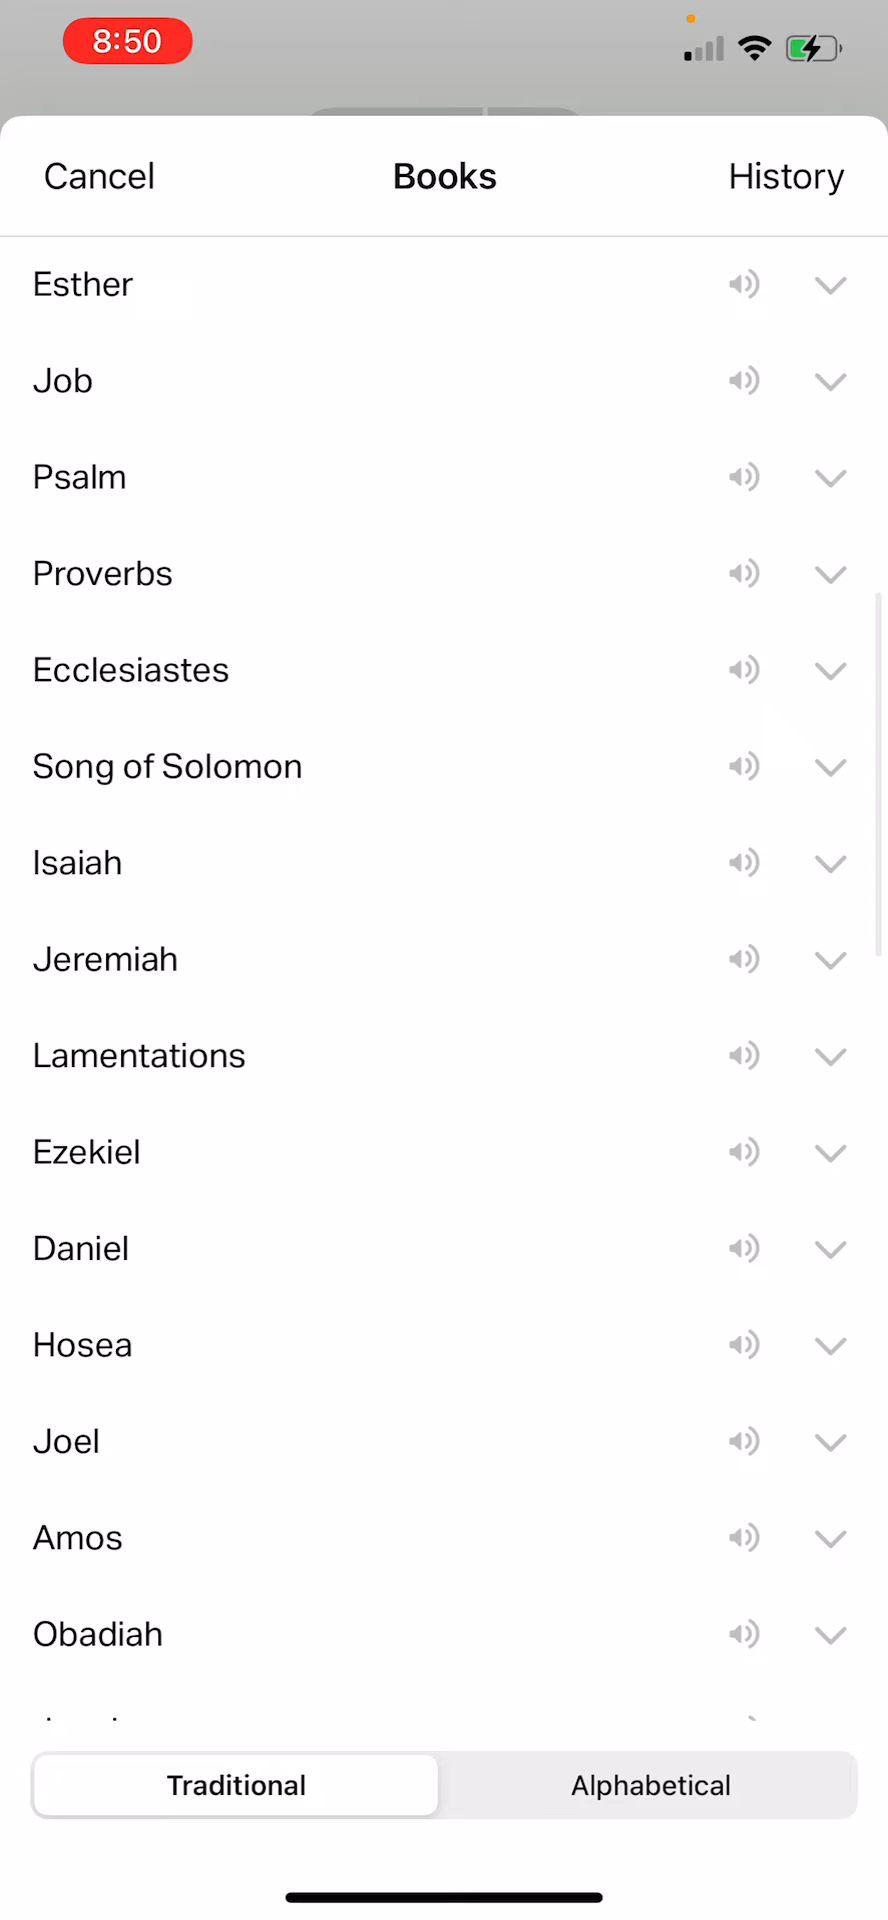 8:50
Cancel Books History
Esther
Job
Psalm
Proverbs
Ecclesiastes
Song of Solomon
Isaiah
Jeremiah
Lamentations
Ezekiel
Daniel
Hosea
Joel
Amos
Obadiah
Traditional Alphabetical